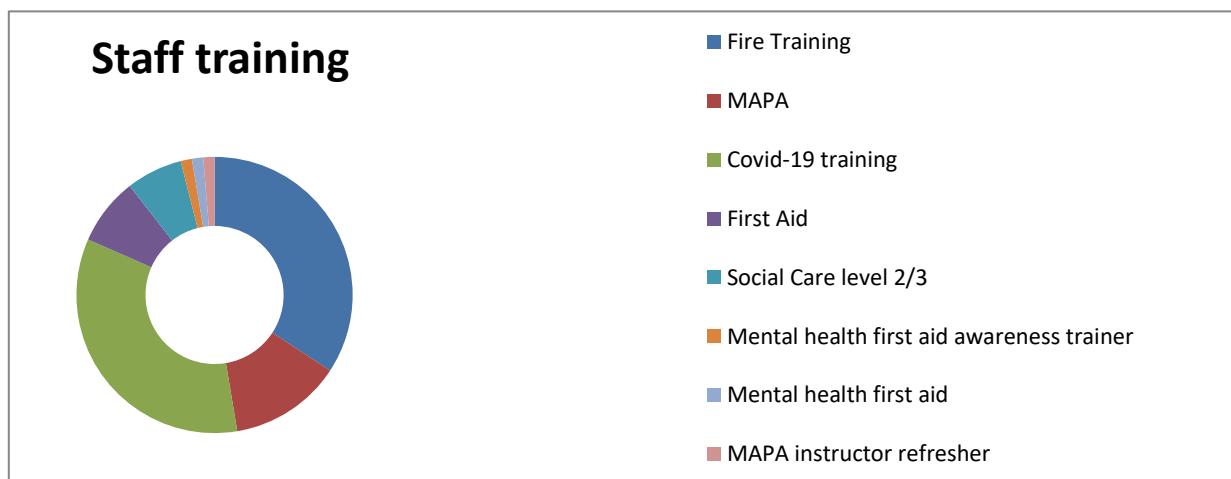 Staff training
Fire Training
MAPA
Covid-19 training
First Aid
Social Care level 2/3
Mental health first aid awareness trainer
Mental health first aid
MAPA instructor refresher